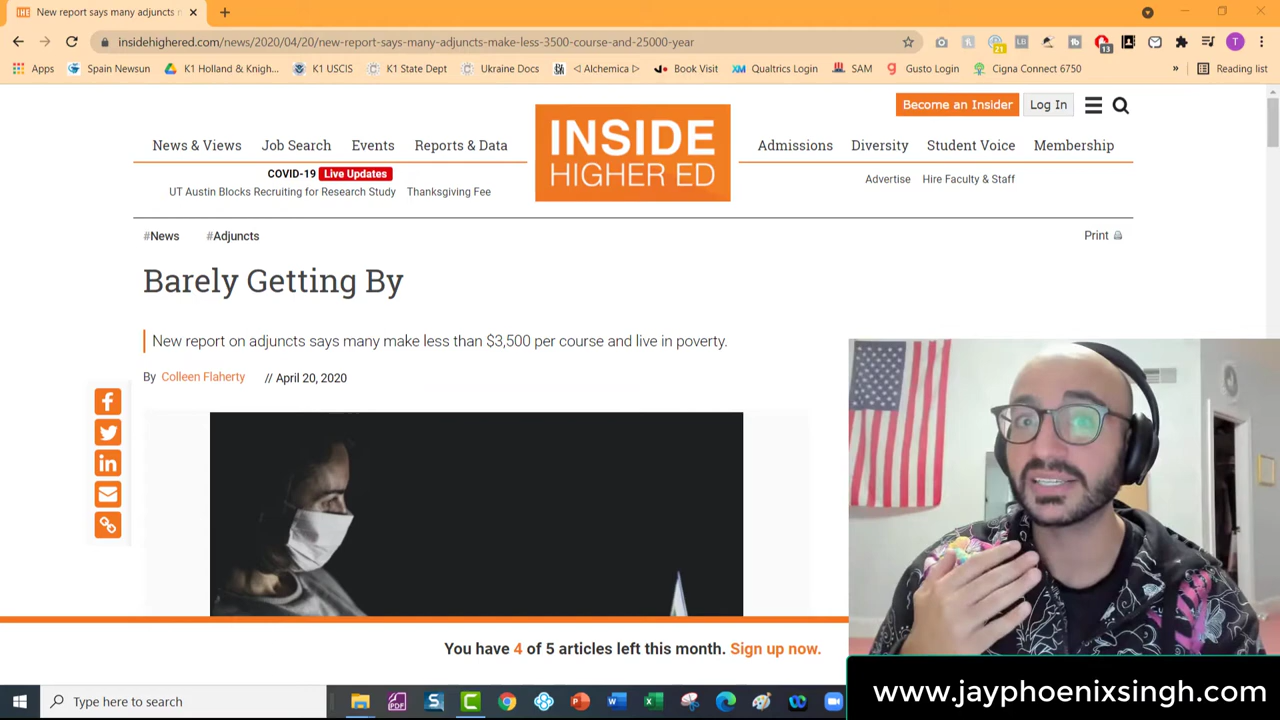 New report says many adjuncts
insidehighered.com/news/2020/04/20/new-report-says-many-adjuncts-make-less-3500-course-and-25000-year
21
13
T
Apps
Spain Newsun
K1 Holland & Knigh...
K1 USCIS
K1 State Dept
Ukraine Docs
◁ Alchemica ▷
Book Visit
Qualtrics Login
SAM
Gusto Login
Cigna Connect 6750
»
Reading list
Become an Insider
Log In
INSIDE
HIGHER ED
News & Views
Job Search
Events
Reports & Data
Admissions
Diversity
Student Voice
Membership
COVID-19 Live Updates
UT Austin Blocks Recruiting for Research Study
Thanksgiving Fee
Advertise
Hire Faculty & Staff
#News
#Adjuncts
Print
Barely Getting By
New report on adjuncts says many make less than $3,500 per course and live in poverty.
By Colleen Flaherty // April 20, 2020
You have 4 of 5 articles left this month. Sign up now.
www.jayphoenixsingh.com
Type here to search